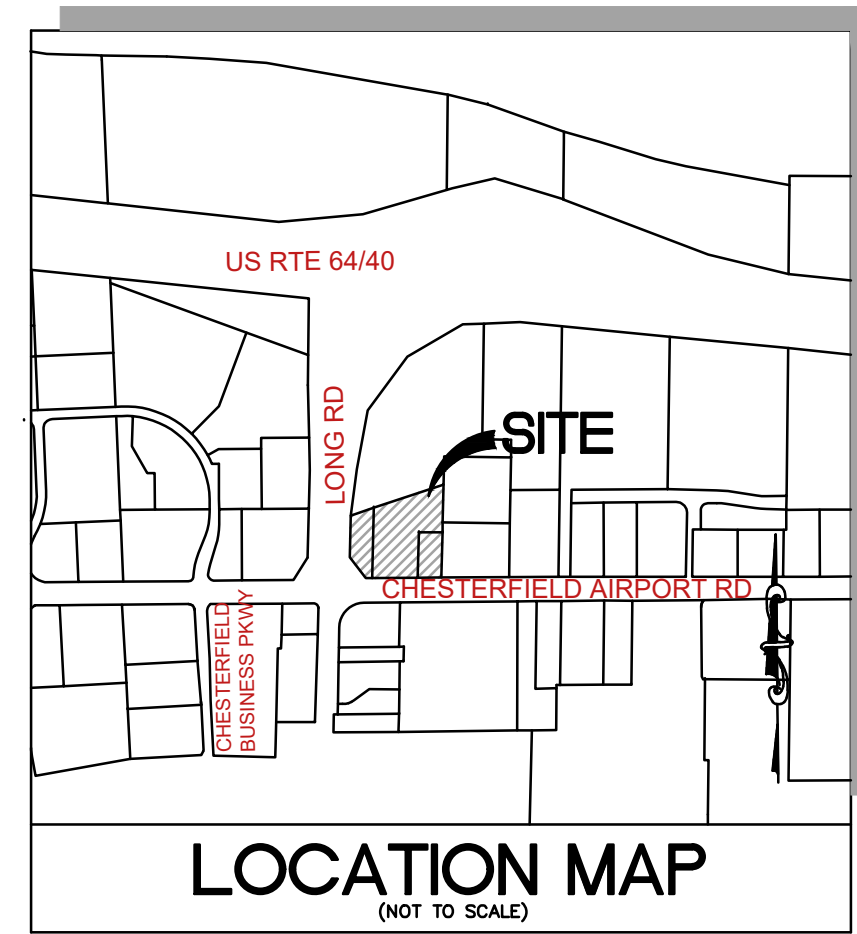 US RTE 64/40
LONG RD
SITE
CHESTERFIELD AIRPORT RD
CHESTERFIELD
BUSINESS PKWY
LOCATION MAP
(NOT TO SCALE)